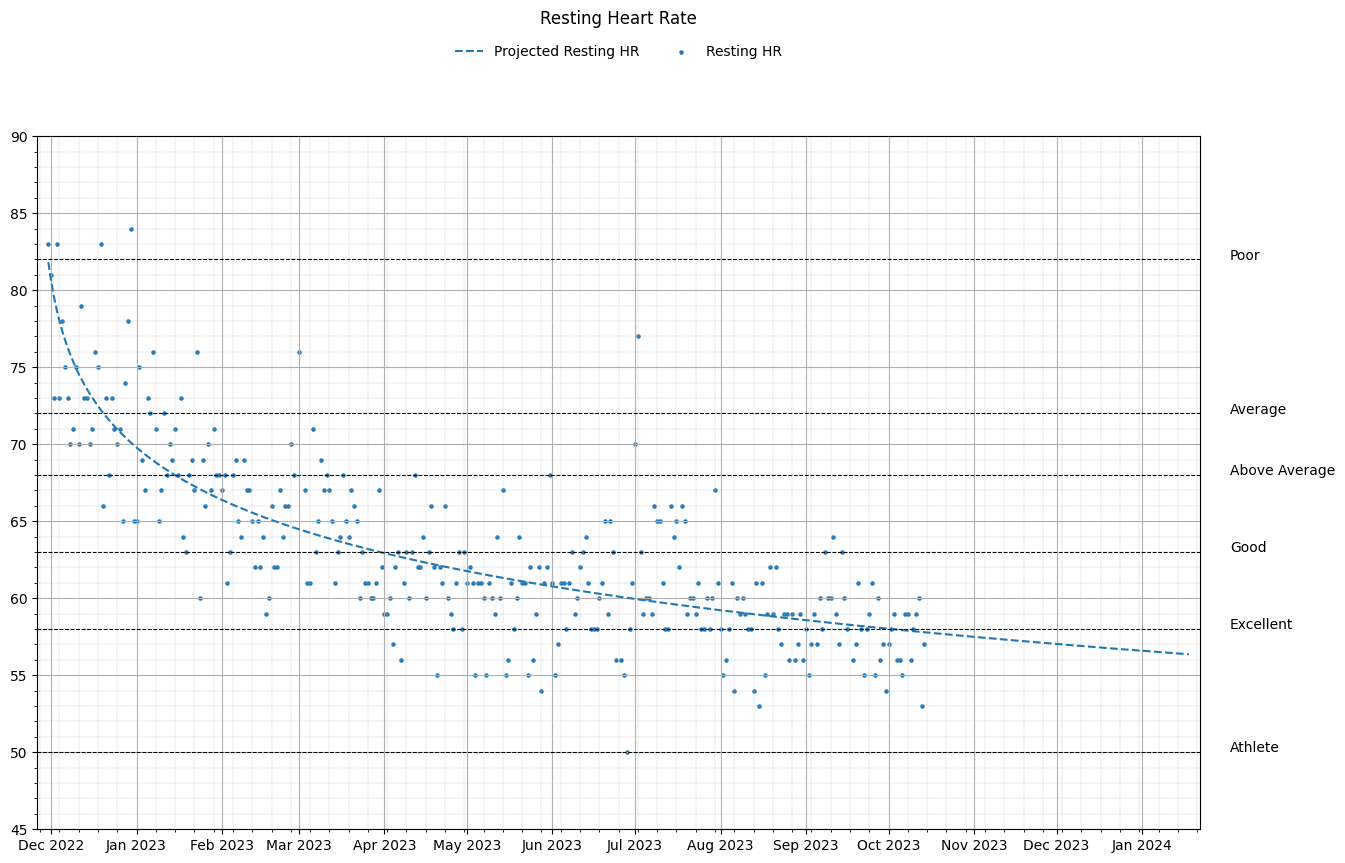 Resting Heart Rate
Projected Resting HR Resting HR
90
85
Poor
80
75
Average
70
Above Average
65
Good
60
Excellent
55
50
Athlete
45
Dec 2022 Jan 2023 Feb 2023 Mar 2023 Apr 2023 May 2023 Jun 2023 Jul 2023 Aug 2023 Sep 2023 Oct 2023 Nov 2023 Dec 2023 Jan 2024